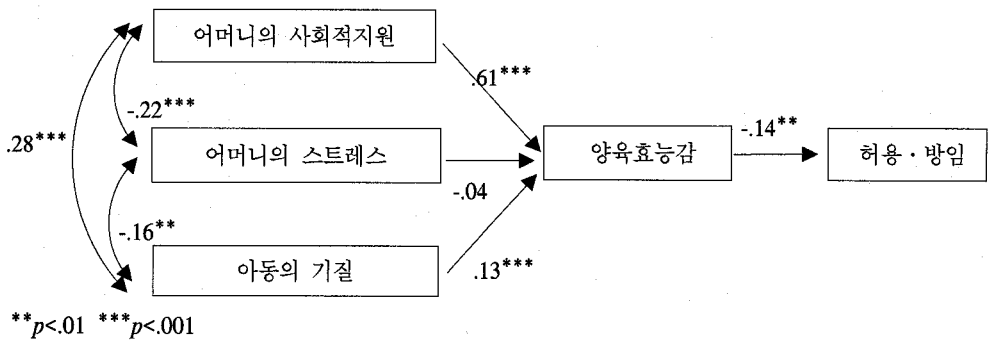 어머니의 사회적지원
.61***
-.22***
.28***
-.14**
어머니의 스트레스
양육효능감
허용·방임
-.04
-.16**
아동의 기질
.13***
**p<.01 ***p<.001